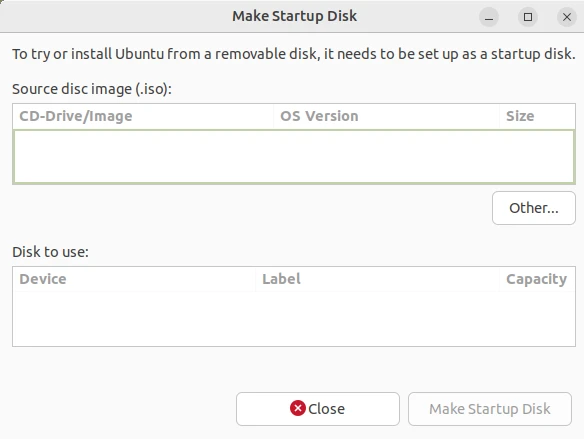 Make Startup Disk
To try or install Ubuntu from a removable disk, it needs to be set up as a startup disk.
Source disc image (.iso):
CD-Drive/Image OS Version Size
Other...
Disk to use:
Device Label Capacity
Close Make Startup Disk